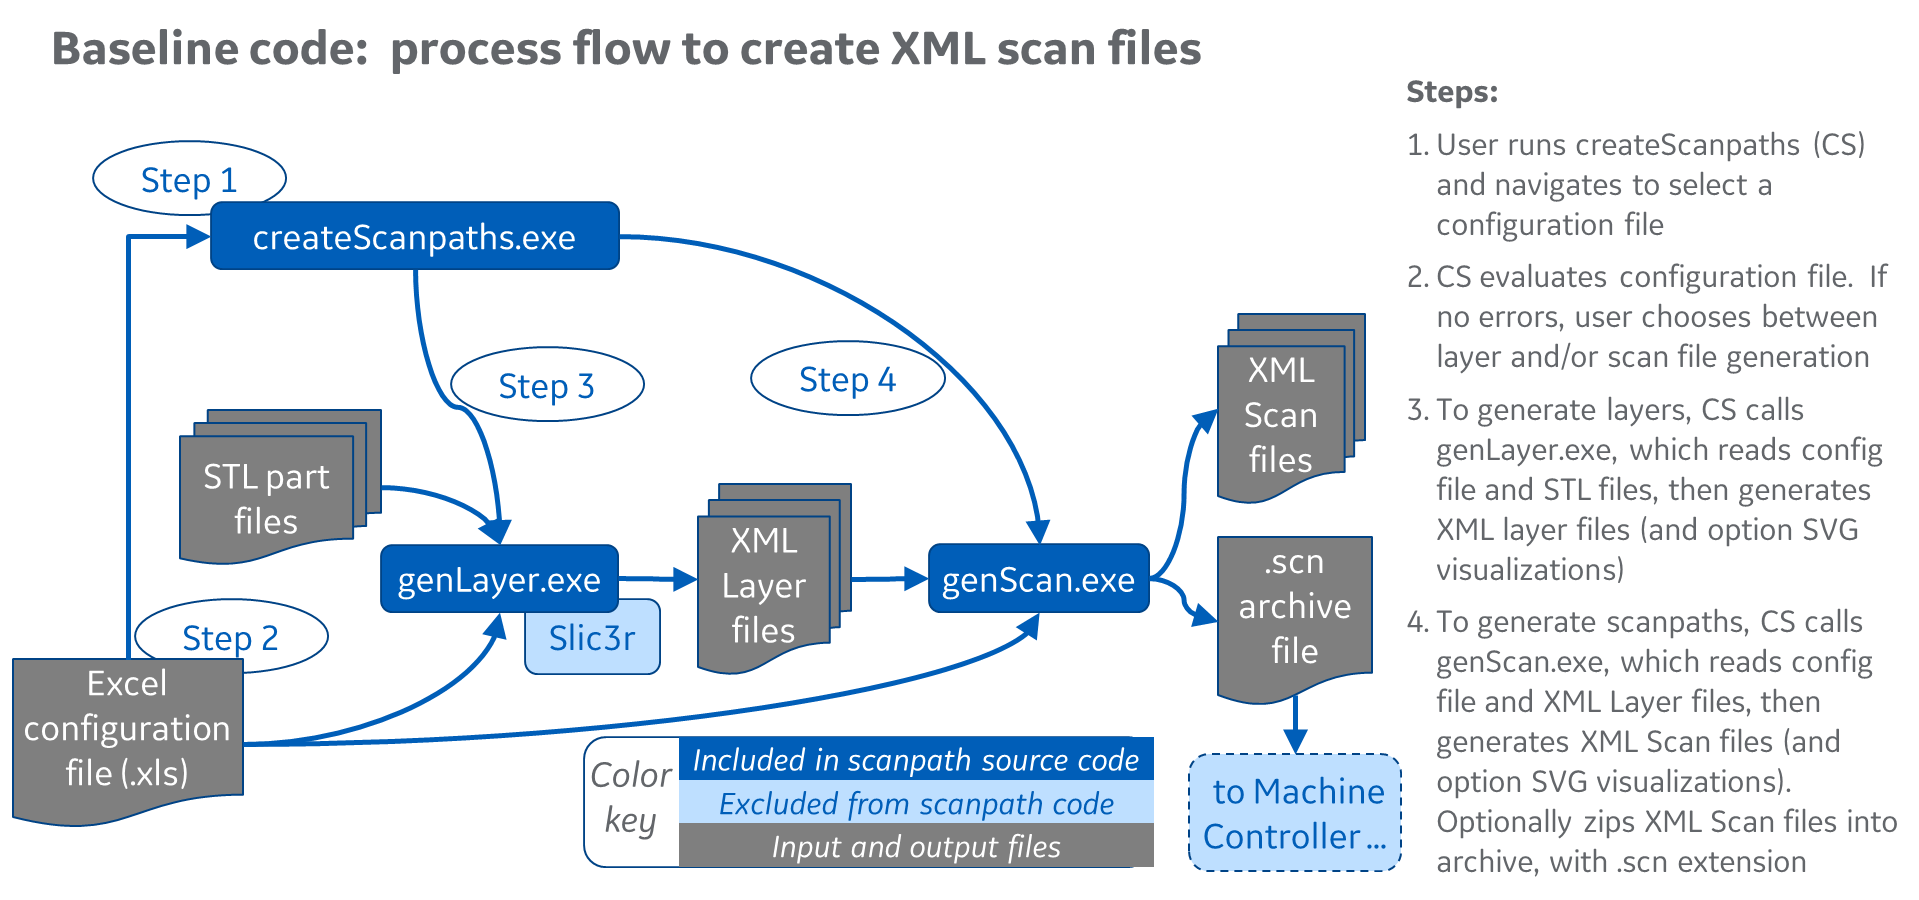 Baseline code:  process flow to create XML scan files
Step 1
createScanpaths.exe
Step 3
Step 4
STL part
files
genLayer.exe
Slic3r
XML
Layer
files
genScan.exe
XML
Scan
files
.scn
archive
file
Step 2
Excel
configuration
file (.xls)
Color
key
Included in scanpath source code
Excluded from scanpath code
Input and output files
to Machine
Controller...
Steps:
1. User runs createScanpaths (CS)
and navigates to select a
configuration file
2. CS evaluates configuration file.  If
no errors, user chooses between
layer and/or scan file generation
3. To generate layers, CS calls
genLayer.exe, which reads config
file and STL files, then generates
XML layer files (and option SVG
visualizations)
4. To generate scanpaths, CS calls
genScan.exe, which reads config
file and XML Layer files, then
generates XML Scan files (and
option SVG visualizations).
Optionally zips XML Scan files into
archive, with .scn extension